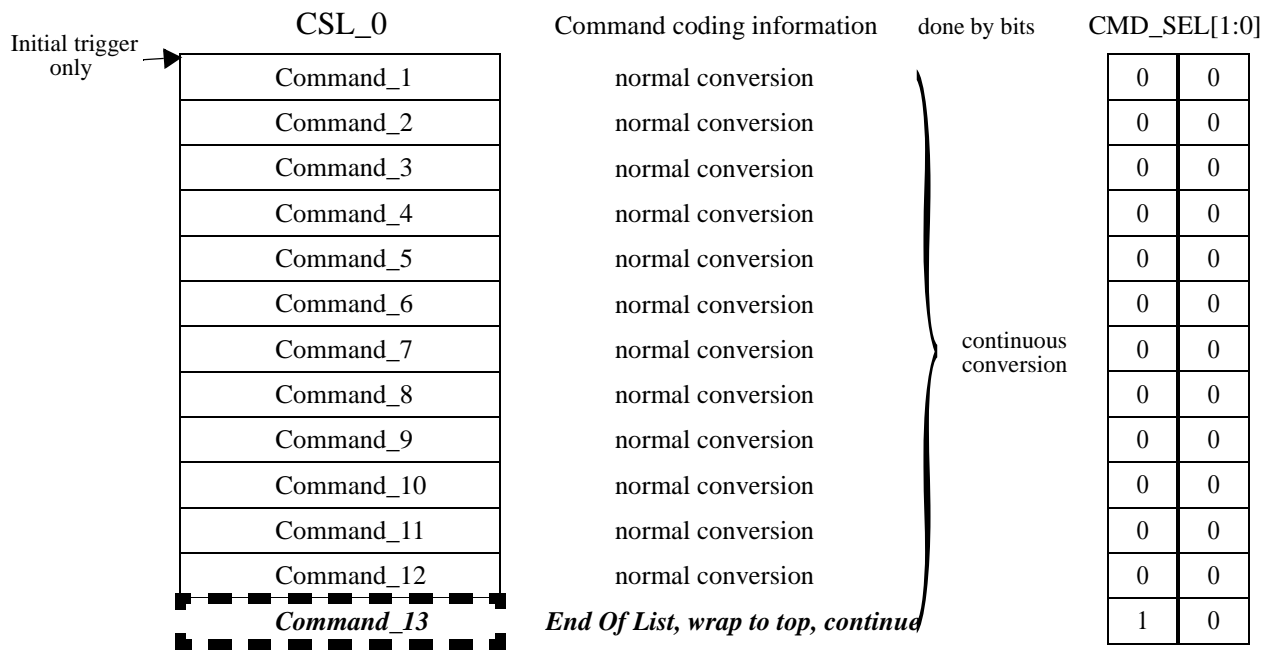 CSL_0 Command coding information done by bits CMD_SEL[1:0]
Initial trigger
only
Command_1 normal conversion 0 0
Command_2 normal conversion 0 0
Command_3 normal conversion 0 0
Command_4 normal conversion 0 0
Command_5 normal conversion 0 0
Command_6 normal conversion 0 0
Command_7 normal conversion 0 0
continuous
conversion
Command_8 normal conversion 0 0
Command_9 normal conversion 0 0
Command_10 normal conversion 0 0
Command_11 normal conversion 0 0
Command_12 normal conversion 0 0
Command_13 End Of List, wrap to top, continue 1 0